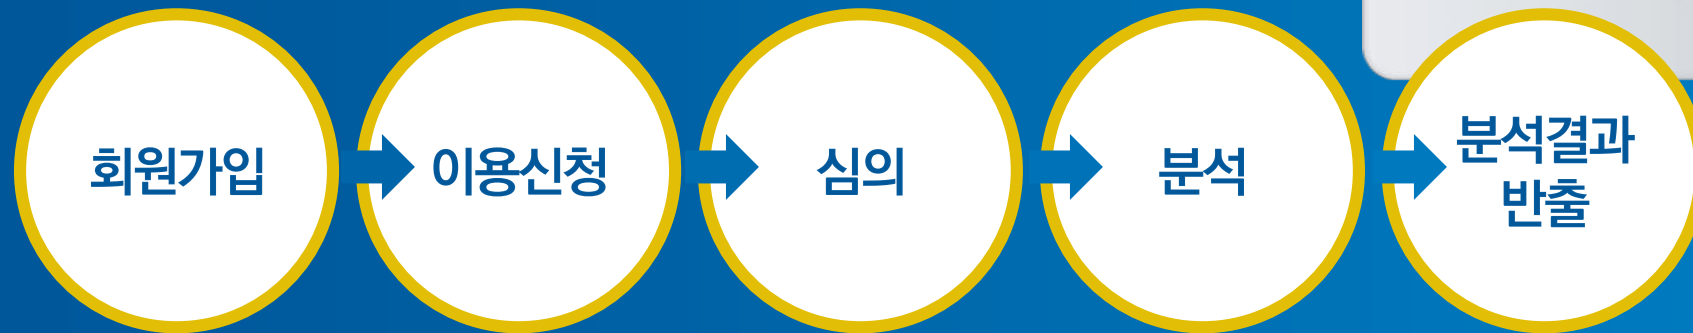 회원가입
이용신청
심의
분석
분석결과
반출